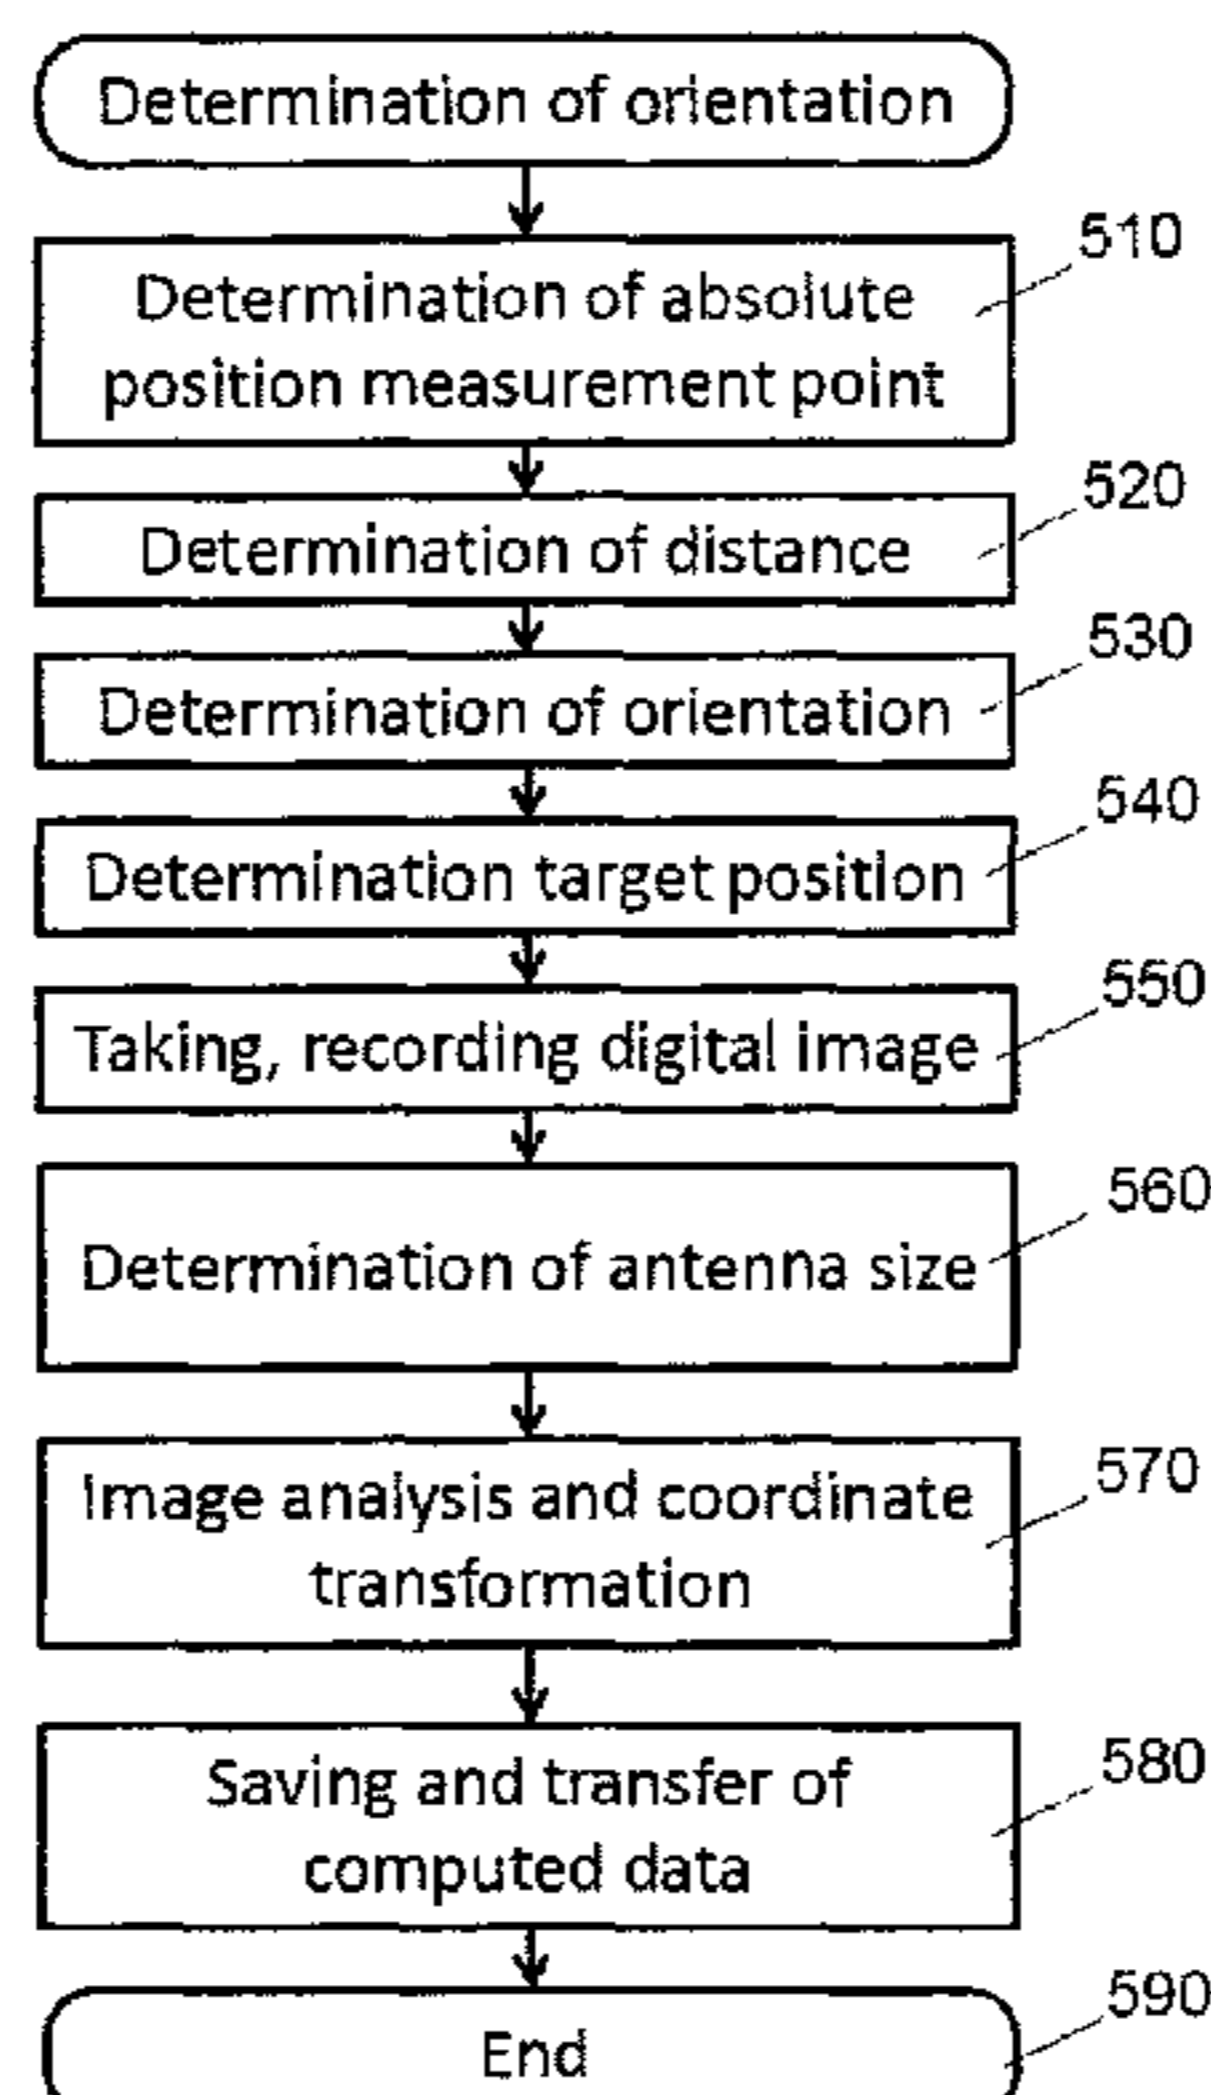 Determination of orientation
510
Determination of absolute
position measurement point
520
Determination of distance
530
Determination of orientation
540
Determination target position
550
Taking, recording digital image
560
Determination of antenna size
570
Image analysis and coordinate
transformation
580
Saving and transfer of
computed data
590
End